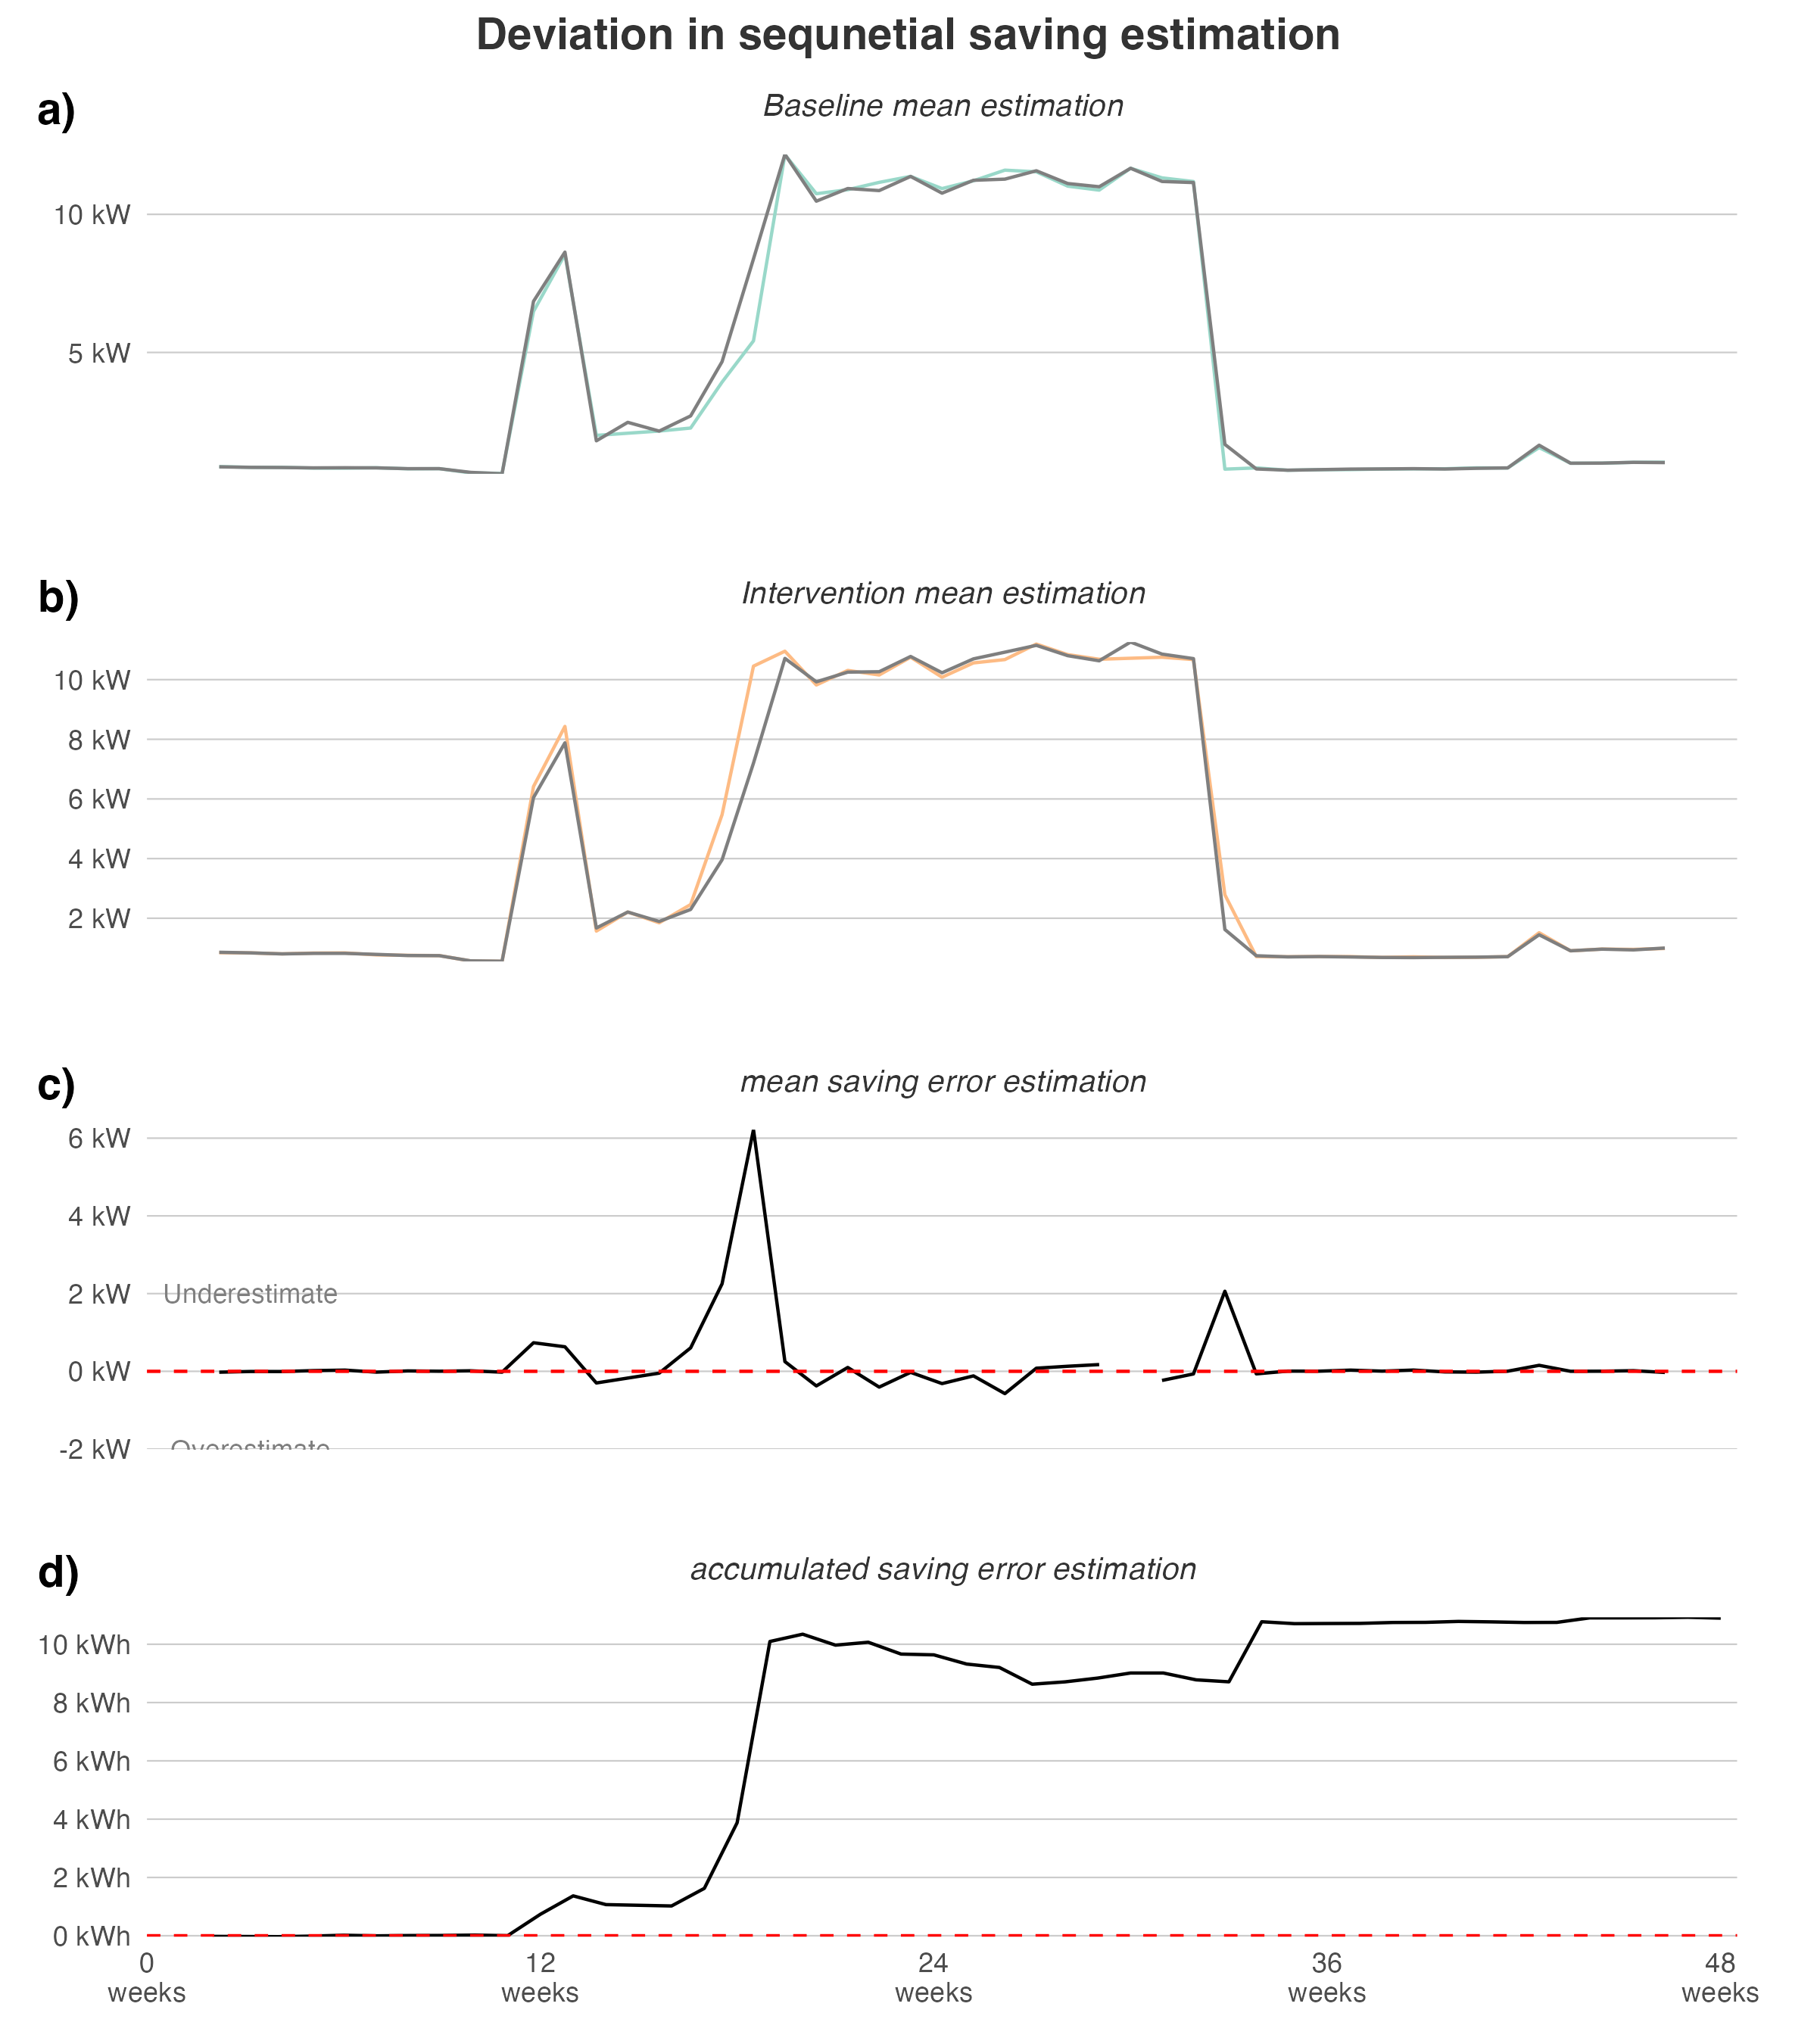 Deviation in sequnetial saving estimation
a)
Baseline mean estimation
10 kW
5 kW
b)
Intervention mean estimation
10 kW
8 kW
6 kW
4 kW
2 kW
c)
mean saving error estimation
6 kW
4 kW
2 kW
Underestimate
0 kW
-2 kW
Overestimate
d)
accumulated saving error estimation
10 kWh
8 kWh
6 kWh
4 kWh
2 kWh
0 kWh
0 12 24 36 48
weeks weeks weeks weeks weeks